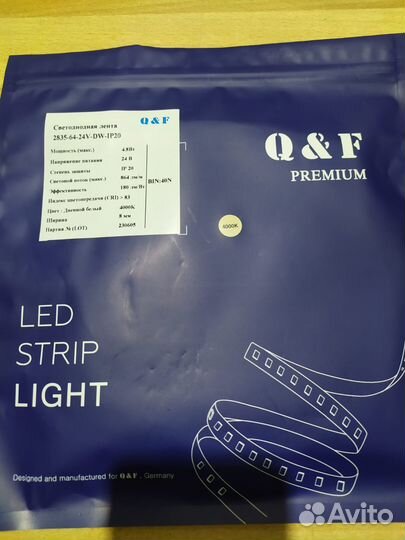 Светодиодная лента
2835-64-24V-DW-IP20
Q & F
Мощность (макс.) 4.8Вт
Напряжение питания 24 В
Степень защиты IP 20
Световой поток (макс.) 864 лм/м
Эффективность 180 лм/Вт
Индекс цветопередачи (CRI) > 83
Цвет: Дневной белый 4000К
Ширина 8 мм
Партия № (LOT) 230605
BIN:40N
Q & F
PREMIUM
4000K
LED
STRIP
LIGHT
Designed and manufactured for Q & F , Germany
Avito